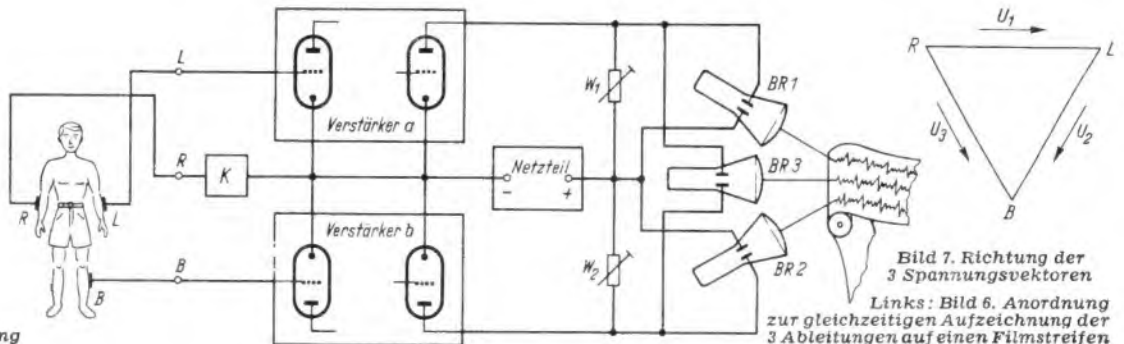 L
R
K
B
R
L
B
Verstärker a
Verstärker b
Netzteil
- +
W1
W2
BR 1
BR 3
BR 2
U1
R
L
U3
U2
B
Bild 7. Richtung der
3 Spannungsvektoren
Links: Bild 6. Anordnung
zur gleichzeitigen Aufzeichnung der
3 Ableitungen auf einen Filmstreifen
ng